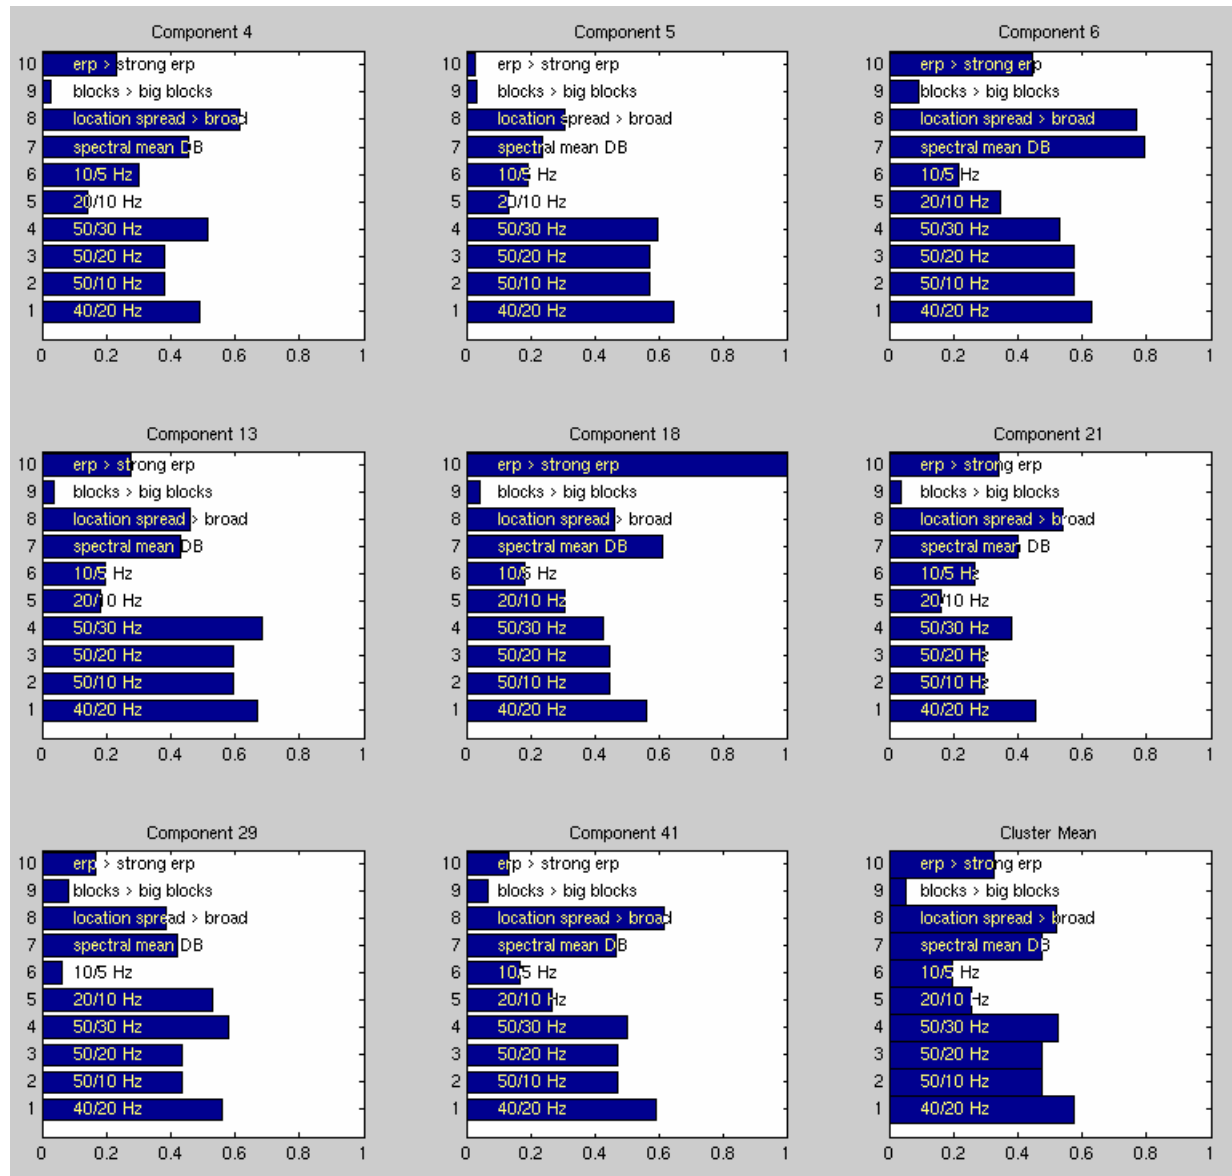 Component 4
10 erp > strong erp
9 blocks > big blocks
8 location spread > broad
7 spectral mean DB
6 10/5 Hz
5 20/10 Hz
4 50/30 Hz
3 50/20 Hz
2 50/10 Hz
1 40/20 Hz
0 0.2 0.4 0.6 0.8 1
Component 5
10 erp > strong erp
9 blocks > big blocks
8 location spread > broad
7 spectral mean DB
6 10/5 Hz
5 20/10 Hz
4 50/30 Hz
3 50/20 Hz
2 50/10 Hz
1 40/20 Hz
0 0.2 0.4 0.6 0.8 1
Component 6
10 erp > strong erp
9 blocks > big blocks
8 location spread > broad
7 spectral mean DB
6 10/5 Hz
5 20/10 Hz
4 50/30 Hz
3 50/20 Hz
2 50/10 Hz
1 40/20 Hz
0 0.2 0.4 0.6 0.8 1
Component 13
10 erp > strong erp
9 blocks > big blocks
8 location spread > broad
7 spectral mean DB
6 10/5 Hz
5 20/10 Hz
4 50/30 Hz
3 50/20 Hz
2 50/10 Hz
1 40/20 Hz
0 0.2 0.4 0.6 0.8 1
Component 18
10 erp > strong erp
9 blocks > big blocks
8 location spread > broad
7 spectral mean DB
6 10/5 Hz
5 20/10 Hz
4 50/30 Hz
3 50/20 Hz
2 50/10 Hz
1 40/20 Hz
0 0.2 0.4 0.6 0.8 1
Component 21
10 erp > strong erp
9 blocks > big blocks
8 location spread > broad
7 spectral mean DB
6 10/5 Hz
5 20/10 Hz
4 50/30 Hz
3 50/20 Hz
2 50/10 Hz
1 40/20 Hz
0 0.2 0.4 0.6 0.8 1
Component 29
10 erp > strong erp
9 blocks > big blocks
8 location spread > broad
7 spectral mean DB
6 10/5 Hz
5 20/10 Hz
4 50/30 Hz
3 50/20 Hz
2 50/10 Hz
1 40/20 Hz
0 0.2 0.4 0.6 0.8 1
Component 41
10 erp > strong erp
9 blocks > big blocks
8 location spread > broad
7 spectral mean DB
6 10/5 Hz
5 20/10 Hz
4 50/30 Hz
3 50/20 Hz
2 50/10 Hz
1 40/20 Hz
0 0.2 0.4 0.6 0.8 1
Cluster Mean
10 erp > strong erp
9 blocks > big blocks
8 location spread > broad
7 spectral mean DB
6 10/5 Hz
5 20/10 Hz
4 50/30 Hz
3 50/20 Hz
2 50/10 Hz
1 40/20 Hz
0 0.2 0.4 0.6 0.8 1